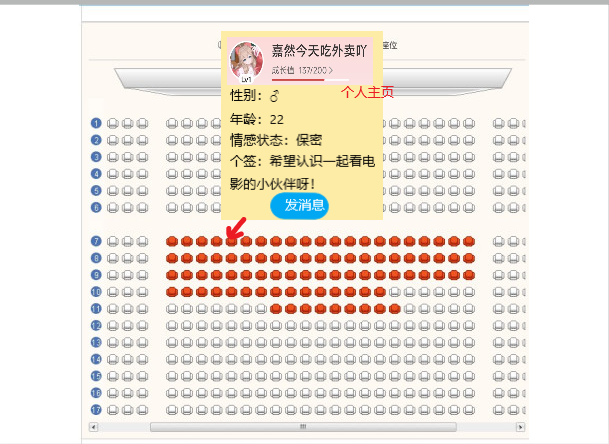 座位
嘉然今天吃外卖吖
Lv1
成长值 137/200 >
个人主页
性别：♂
年龄：22
情感状态：保密
个签：希望认识一起看电
影的小伙伴呀！
发消息
1
2
3
4
5
6
7
8
9
10
11
12
13
14
15
16
17